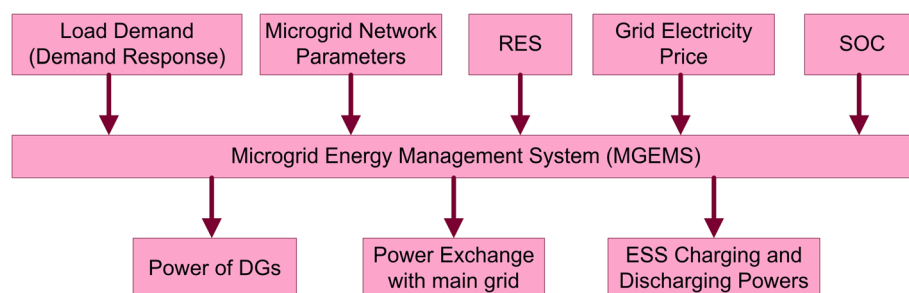 Load Demand
(Demand Response)
Microgrid Network
Parameters
RES
Grid Electricity
Price
SOC
Microgrid Energy Management System (MGEMS)
Power of DGs
Power Exchange
with main grid
ESS Charging and
Discharging Powers